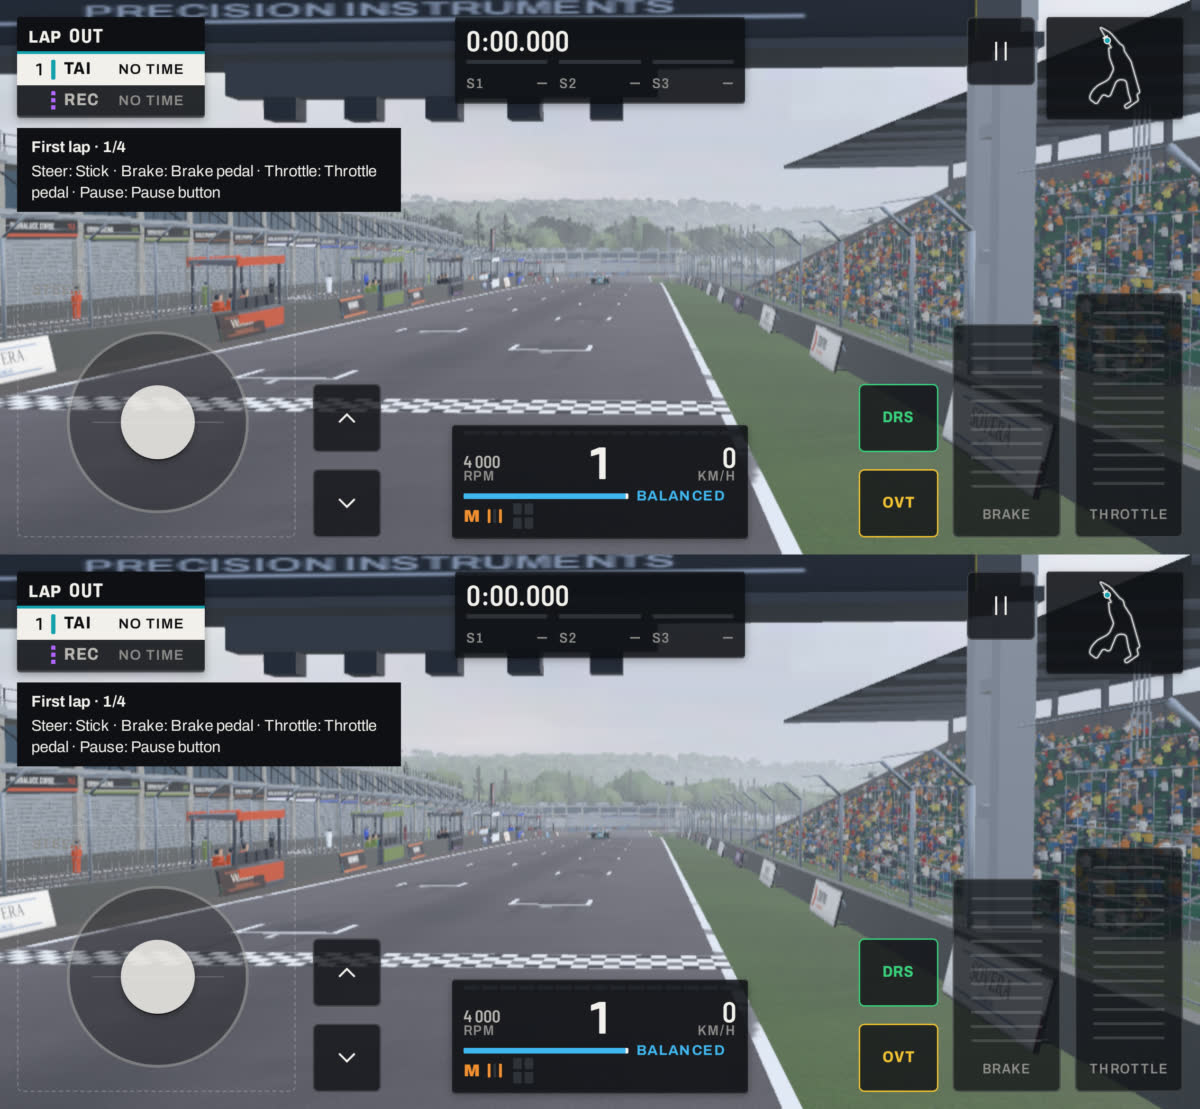 PRECISION INSTRUMENTS
LAP OUT
1 TAI NO TIME
REC NO TIME
0:00.000
S1 – S2 – S3 –
First lap · 1/4
Steer: Stick · Brake: Brake pedal · Throttle: Throttle
pedal · Pause: Pause button
ERA
SOVERA
DRS
OVT
4 000
RPM
1
0
KM/H
BALANCED
M
BRAKE
THROTTLE
PRECISION INSTRUMENTS
LAP OUT
1 TAI NO TIME
REC NO TIME
0:00.000
S1 – S2 – S3 –
First lap · 1/4
Steer: Stick · Brake: Brake pedal · Throttle: Throttle
pedal · Pause: Pause button
ERA
SOVERA
DRS
OVT
4 000
RPM
1
0
KM/H
BALANCED
M
BRAKE
THROTTLE